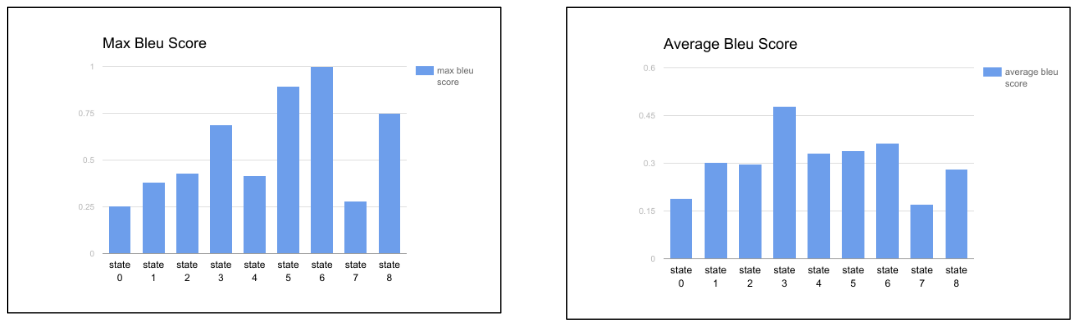 Max Bleu Score
1
0.75
0.5
0.25
0
max bleu
score
state state state state state state state state state
0 1 2 3 4 5 6 7 8
Average Bleu Score
0.6
0.45
0.3
0.15
0
average bleu
score
state state state state state state state state state
0 1 2 3 4 5 6 7 8